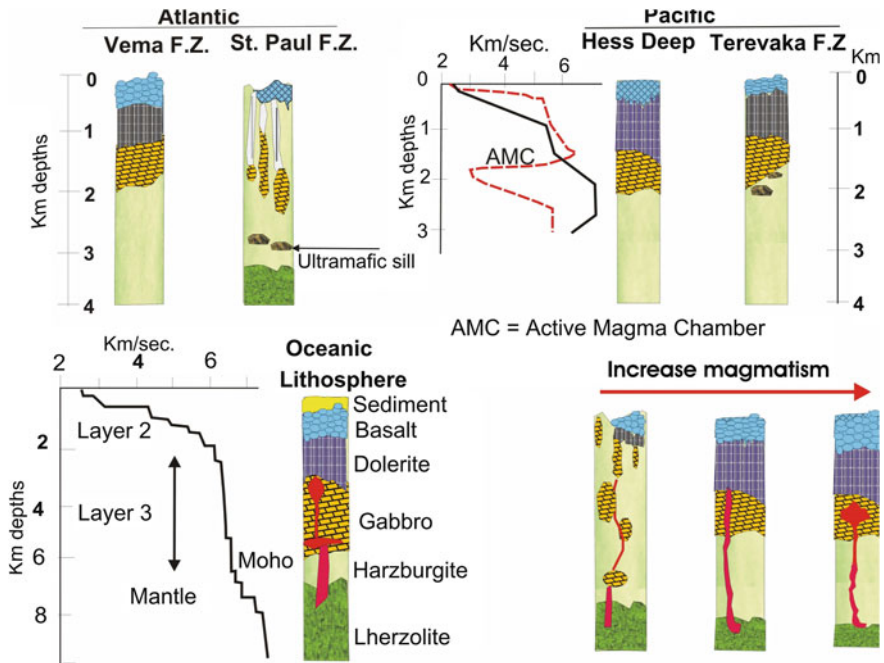 Atlantic
Vema F.Z. St. Paul F.Z.
0
1
2
3
4
Km depths
Ultramafic sill
Pacific
Km/sec. Hess Deep Terevaka F.Z
2 4 6
0
1
2
3
Km depths
AMC
Km
0
1
2
3
4
AMC = Active Magma Chamber
Km/sec.
2 4 6
2
4
6
8
Km depths
Layer 2
Layer 3
Mantle
Moho
Oceanic
Lithosphere
Sediment
Basalt
Dolerite
Gabbro
Harzburgite
Lherzolite
Increase magmatism